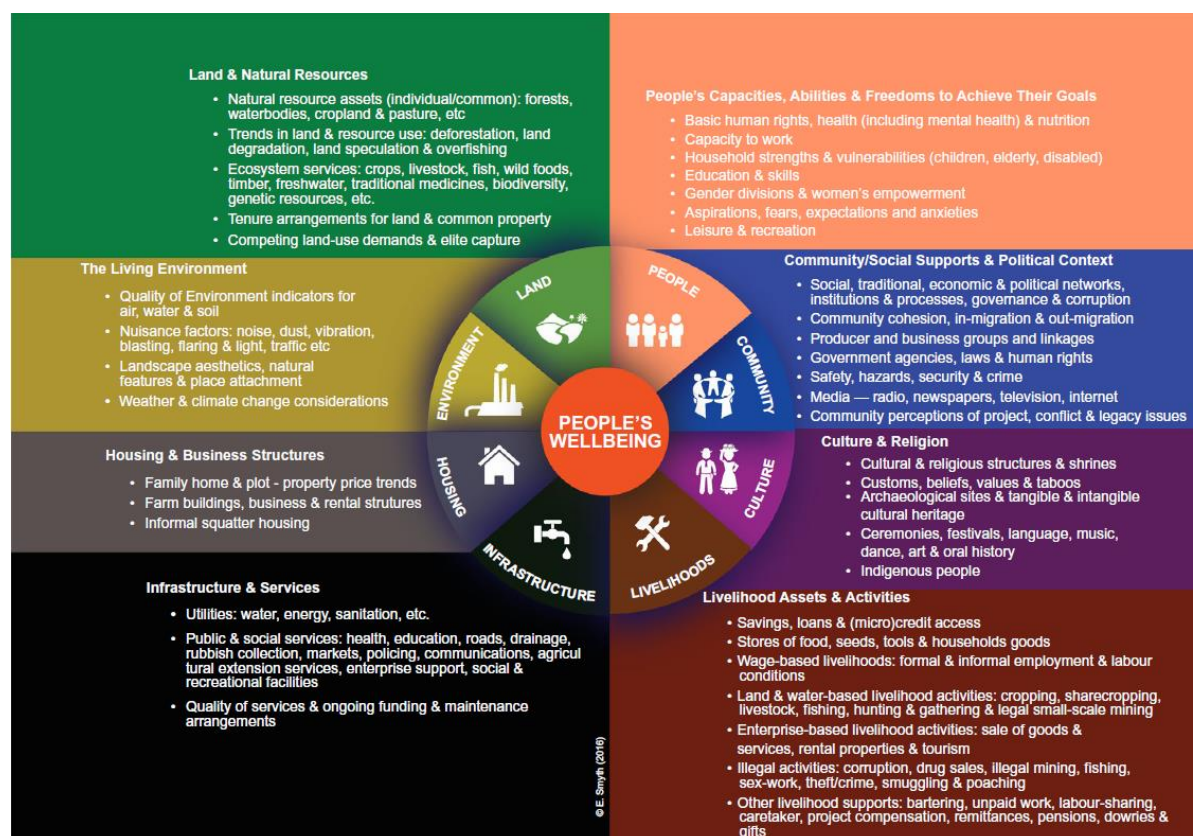 Land & Natural Resources
• Natural resource assets (individual/common): forests,
waterbodies, cropland & pasture, etc
• Trends in land & resource use: deforestation, land
degradation, land speculation & overfishing
• Ecosystem services: crops, livestock, fish, wild foods,
timber, freshwater, traditional medicines, biodiversity,
genetic resources, etc.
• Tenure arrangements for land & common property
• Competing land-use demands & elite capture
The Living Environment
• Quality of Environment indicators for
air, water & soil
• Nuisance factors: noise, dust, vibration,
blasting, flaring & light, traffic etc
• Landscape aesthetics, natural
features & place attachment
• Weather & climate change considerations
Housing & Business Structures
• Family home & plot - property price trends
• Farm buildings, business & rental strutures
• Informal squatter housing
Infrastructure & Services
• Utilities: water, energy, sanitation, etc.
• Public & social services: health, education, roads, drainage,
rubbish collection, markets, policing, communications, agricul
tural extension services, enterprise support, social &
recreational facilities
• Quality of services & ongoing funding & maintenance
arrangements
LAND
PEOPLE
ENVIRONMENT
COMMUNITY
PEOPLE'S
WELLBEING
HOUSING
CULTURE
INFRASTRUCTURE
LIVELIHOODS
© E. Smyth (2016)
People's Capacities, Abilities & Freedoms to Achieve Their Goals
• Basic human rights, health (including mental health) & nutrition
• Capacity to work
• Household strengths & vulnerabilities (children, elderly, disabled)
• Education & skills
• Gender divisions & women's empowerment
• Aspirations, fears, expectations and anxieties
• Leisure & recreation
Community/Social Supports & Political Context
• Social, traditional, economic & political networks,
institutions & processes, governance & corruption
• Community cohesion, in-migration & out-migration
• Producer and business groups and linkages
• Government agencies, laws & human rights
• Safety, hazards, security & crime
• Media — radio, newspapers, television, internet
• Community perceptions of project, conflict & legacy issues
Culture & Religion
• Cultural & religious structures & shrines
• Customs, beliefs, values & taboos
• Archaeological sites & tangible & intangible
cultural heritage
• Ceremonies, festivals, language, music,
dance, art & oral history
• Indigenous people
Livelihood Assets & Activities
• Savings, loans & (micro)credit access
• Stores of food, seeds, tools & households goods
• Wage-based livelihoods: formal & informal employment & labour
conditions
• Land & water-based livelihood activities: cropping, sharecropping,
livestock, fishing, hunting & gathering & legal small-scale mining
• Enterprise-based livelihood activities: sale of goods &
services, rental properties & tourism
• Illegal activities: corruption, drug sales, illegal mining, fishing,
sex-work, theft/crime, smuggling & poaching
• Other livelihood supports: bartering, unpaid work, labour-sharing,
caretaker, project compensation, remittances, pensions, dowries &
gifts